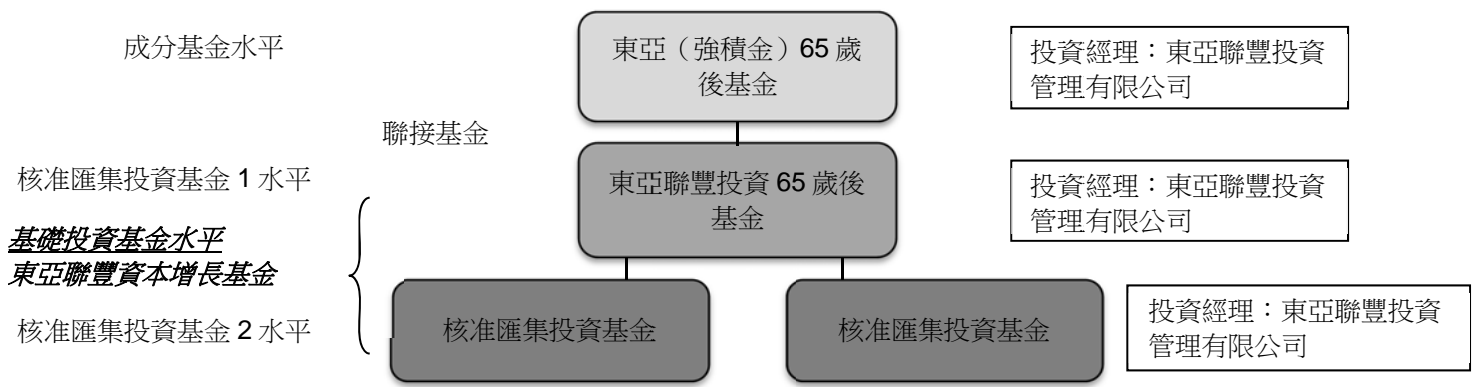 成分基金水平
東亞（強積金）65 歲
後基金
投資經理：東亞聯豐投資
管理有限公司
聯接基金
核准匯集投資基金 1 水平
東亞聯豐投資 65 歲後
基金
投資經理：東亞聯豐投資
管理有限公司
基礎投資基金水平
東亞聯豐資本增長基金
核准匯集投資基金 2 水平
核准匯集投資基金
核准匯集投資基金
投資經理：東亞聯豐投資
管理有限公司